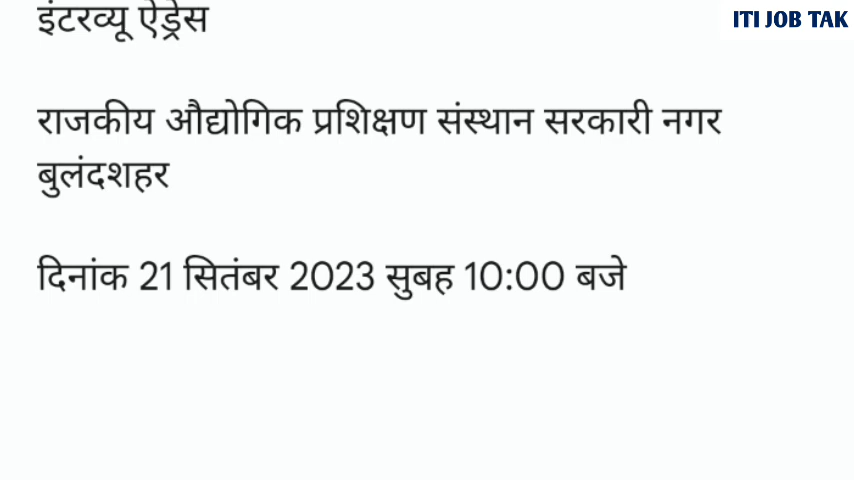 ITI JOB TAK
इंटरव्यू ऐड्रेस
राजकीय औद्योगिक प्रशिक्षण संस्थान सरकारी नगर
बुलंदशहर
दिनांक 21 सितंबर 2023 सुबह 10:00 बजे